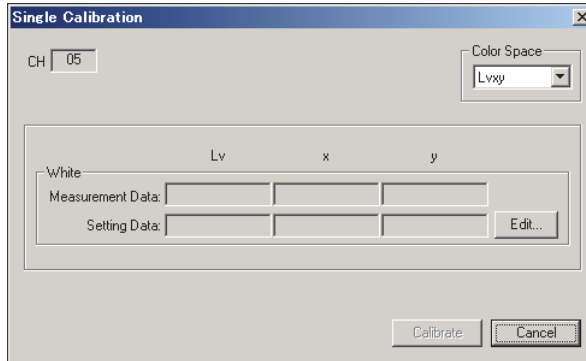 Single Calibration
CH 05
Color Space
Lvxy
Lv x y
White
Measurement Data:
Setting Data: Edit...
Calibrate Cancel